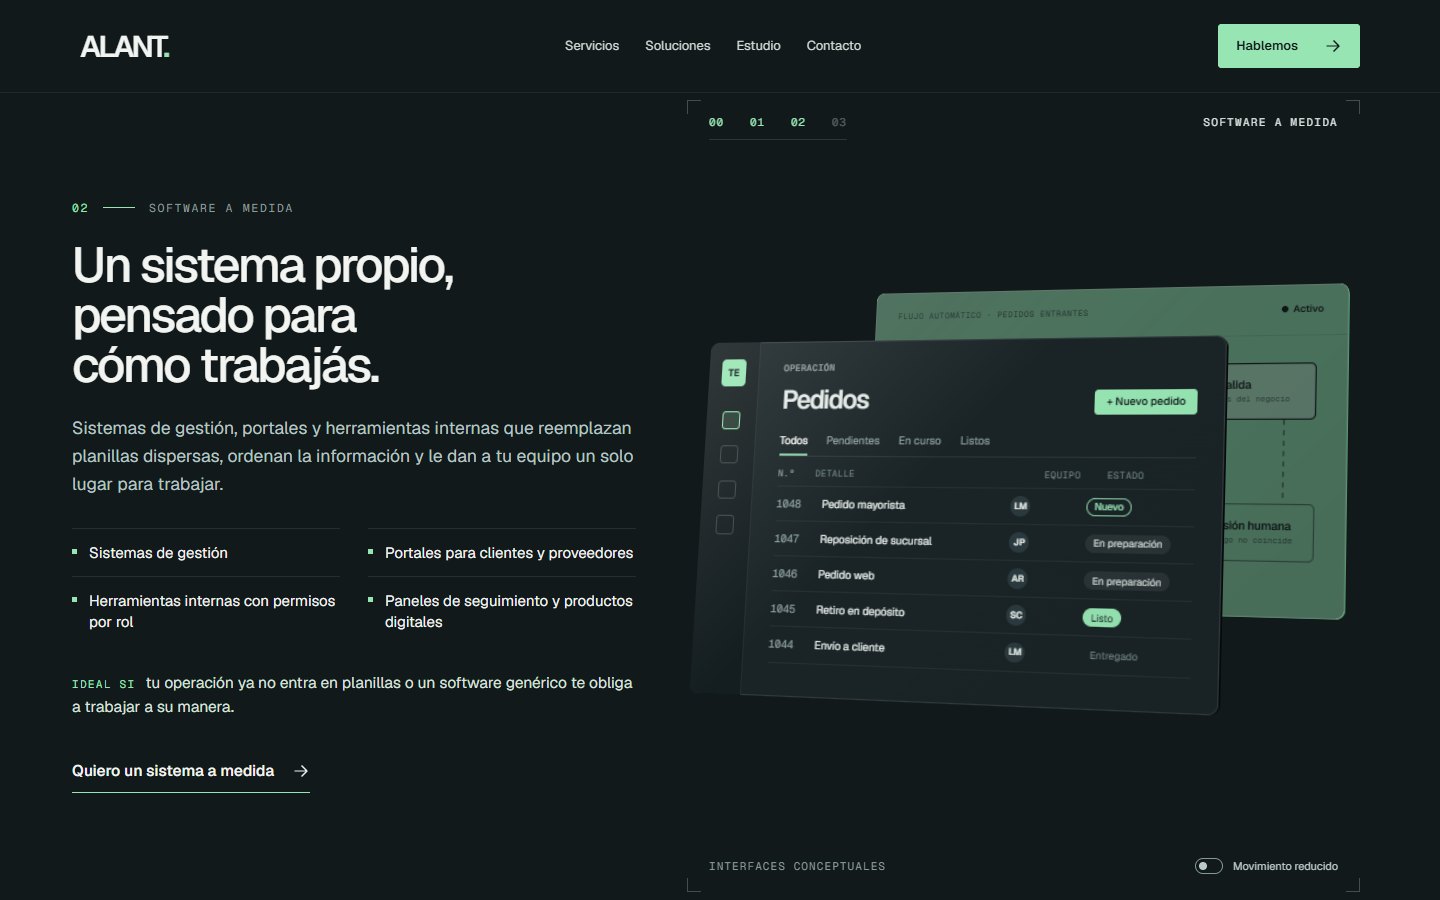 ALANT.
Servicios
Soluciones
Estudio
Contacto
Hablemos
00 01 02 03
SOFTWARE A MEDIDA
02 SOFTWARE A MEDIDA
Un sistema propio,
pensado para
cómo trabajás.
Sistemas de gestión, portales y herramientas internas que reemplazan
planillas dispersas, ordenan la información y le dan a tu equipo un solo
lugar para trabajar.
Sistemas de gestión
Portales para clientes y proveedores
Herramientas internas con permisos
por rol
Paneles de seguimiento y productos
digitales
IDEAL SI tu operación ya no entra en planillas o un software genérico te obliga
a trabajar a su manera.
Quiero un sistema a medida
FLUJO AUTOMÁTICO · PEDIDOS ENTRANTES
Activo
del negocio
humana
no coincide
TE
OPERACIÓN
Pedidos
+ Nuevo pedido
Todos Pendientes En curso Listos
N.° DETALLE EQUIPO ESTADO
1048 Pedido mayorista LM Nuevo
1047 Reposición de sucursal JP En preparación
1046 Pedido web AR En preparación
1045 Retiro en depósito SC Listo
1044 Envío a cliente LM Entregado
INTERFACES CONCEPTUALES
Movimiento reducido